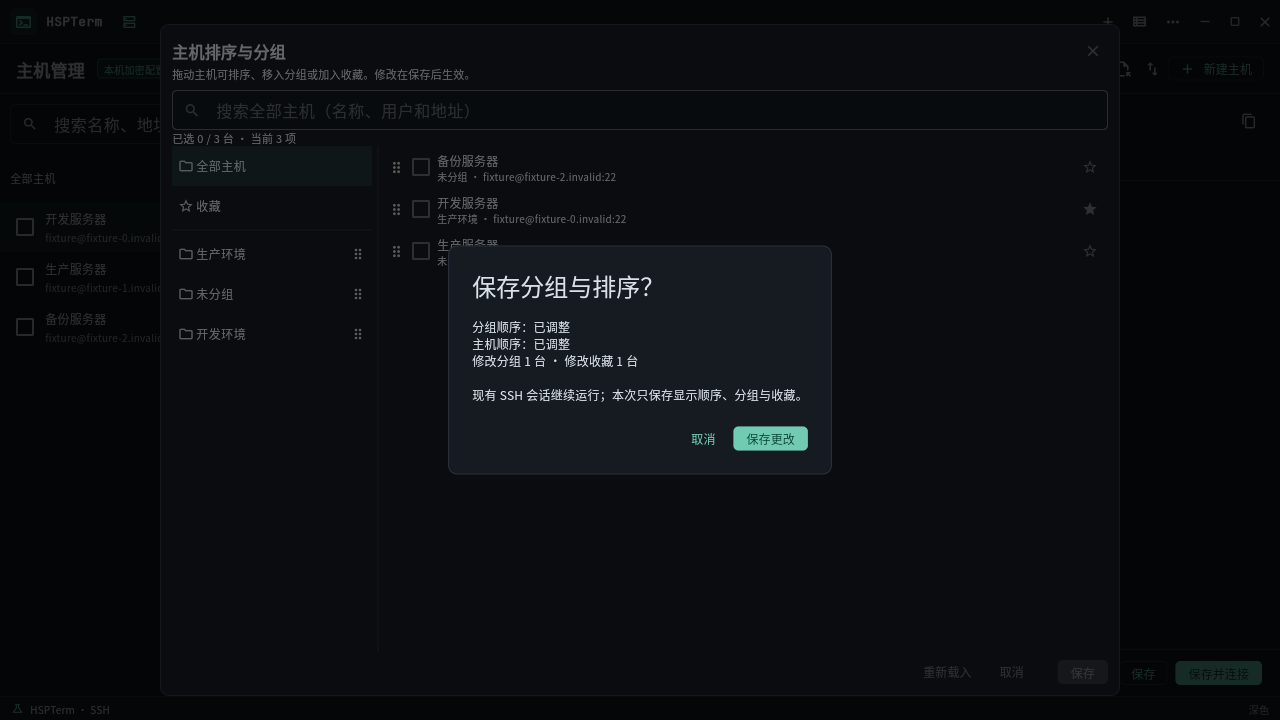 HSPTerm
主机管理
本机加密配置
新建主机
搜索名称、地址
全部主机
开发服务器
fixture@fixture-0.invalid
生产服务器
fixture@fixture-1.invalid
备份服务器
fixture@fixture-2.invalid
主机排序与分组
拖动主机可排序、移入分组或加入收藏。修改在保存后生效。
搜索全部主机（名称、用户和地址）
已选 0 / 3 台 · 当前 3 项
全部主机
收藏
生产环境
未分组
开发环境
备份服务器
未分组 · fixture@fixture-2.invalid:22
开发服务器
生产环境 · fixture@fixture-0.invalid:22
生产服务器
未
保存分组与排序？
分组顺序：已调整
主机顺序：已调整
修改分组 1 台 · 修改收藏 1 台
现有 SSH 会话继续运行；本次只保存显示顺序、分组与收藏。
取消
保存更改
重新载入
取消
保存
保存
保存并连接
HSPTerm · SSH
深色